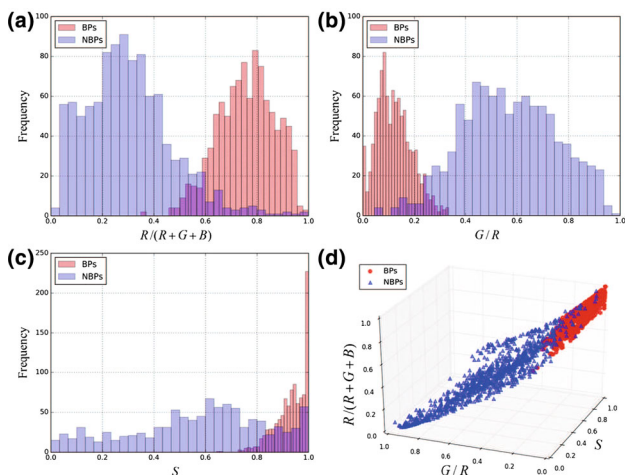 (a)
100
80
60
40
20
0
Frequency
BPs
NBPs
0.0 0.2 0.4 0.6 0.8 1.0
R/(R+G+B)
(b)
100
80
60
40
20
0
Frequency
BPs
NBPs
0.0 0.2 0.4 0.6 0.8 1.0
G/R
(c)
250
200
150
100
50
0
Frequency
BPs
NBPs
0.0 0.2 0.4 0.6 0.8 1.0
S
(d)
BPs
NBPs
1.0
0.8
0.6
0.4
0.2
0.0
R/(R+G+B)
1.0 0.8 0.6 0.4 0.2 0.0
G/R
0.0 0.2 0.4 0.6 0.8 1.0
S